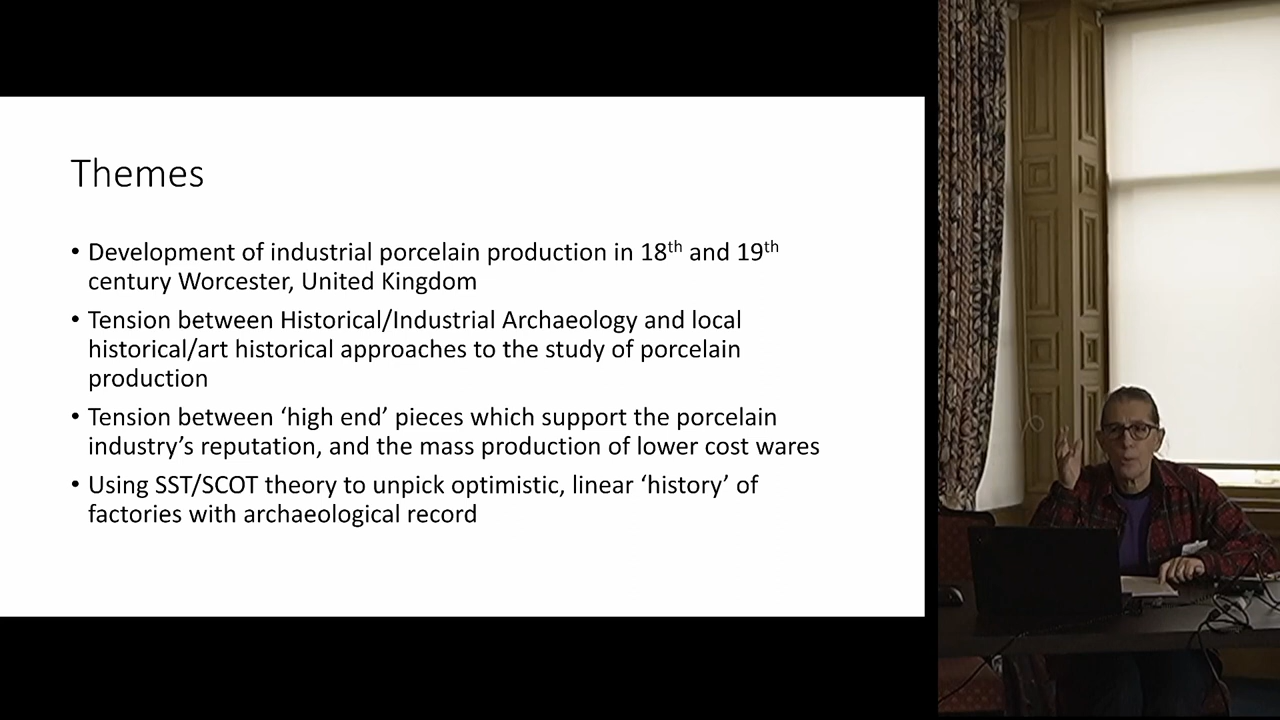 Themes
• Development of industrial porcelain production in 18th and 19th
century Worcester, United Kingdom
• Tension between Historical/Industrial Archaeology and local
historical/art historical approaches to the study of porcelain
production
• Tension between ‘high end’ pieces which support the porcelain
industry’s reputation, and the mass production of lower cost wares
• Using SST/SCOT theory to unpick optimistic, linear ‘history’ of
factories with archaeological record